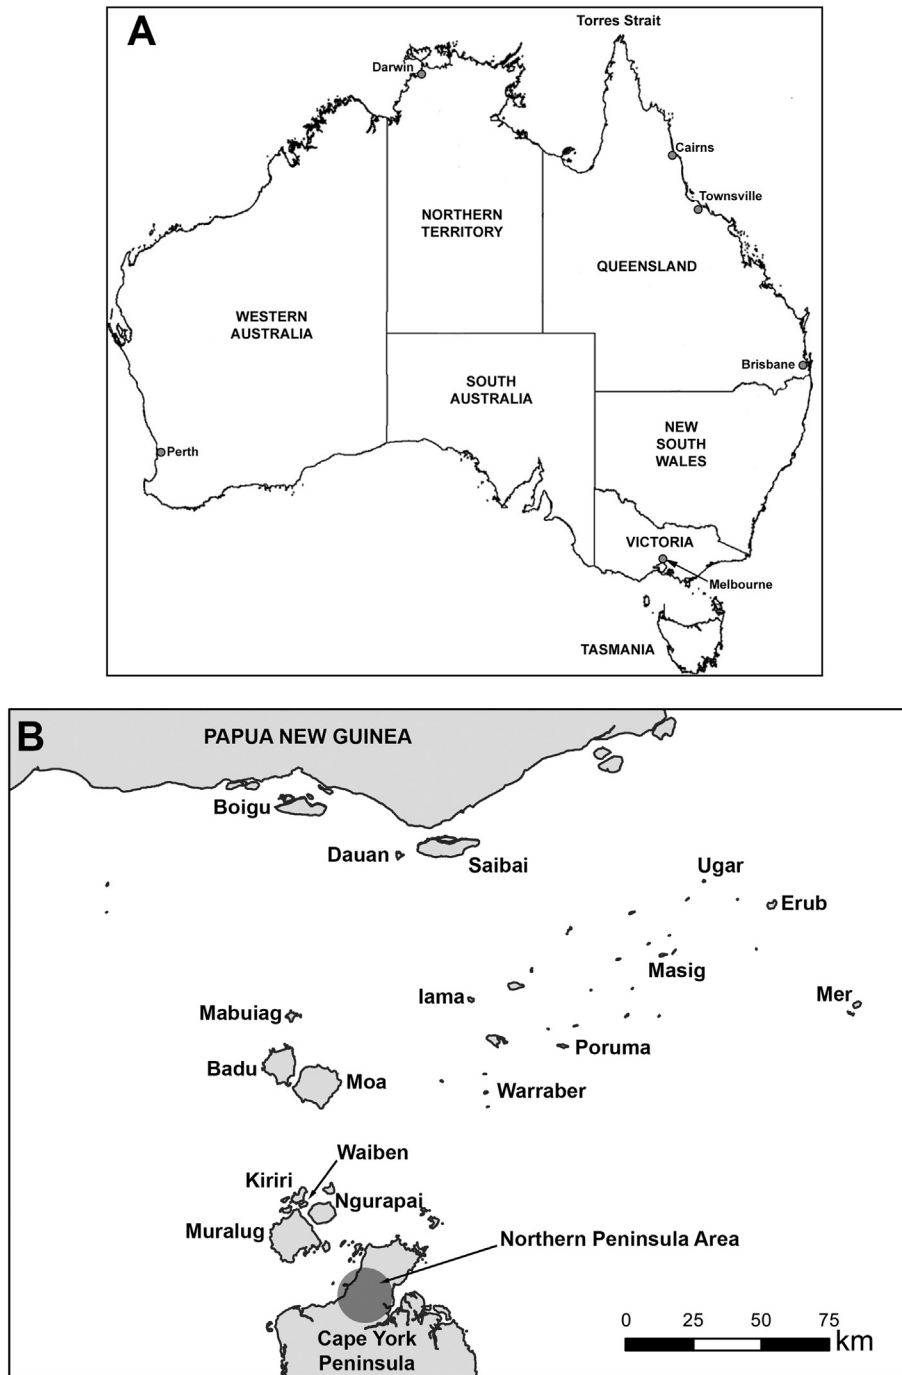 A
Torres Strait
Darwin
Cairns
NORTHERN
TERRITORY
Townsville
QUEENSLAND
WESTERN
AUSTRALIA
Brisbane
SOUTH
AUSTRALIA
NEW
SOUTH
WALES
Perth
VICTORIA
Melbourne
TASMANIA
B
PAPUA NEW GUINEA
Boigu
Dauan
Saibai
Ugar
Erub
Masig
Iama
Mer
Mabuiag
Poruma
Badu
Moa
Warraber
Waiben
Kiriri
Ngurapai
Muralug
Northern Peninsula Area
0 25 50 75
km
Cape York
Peninsula